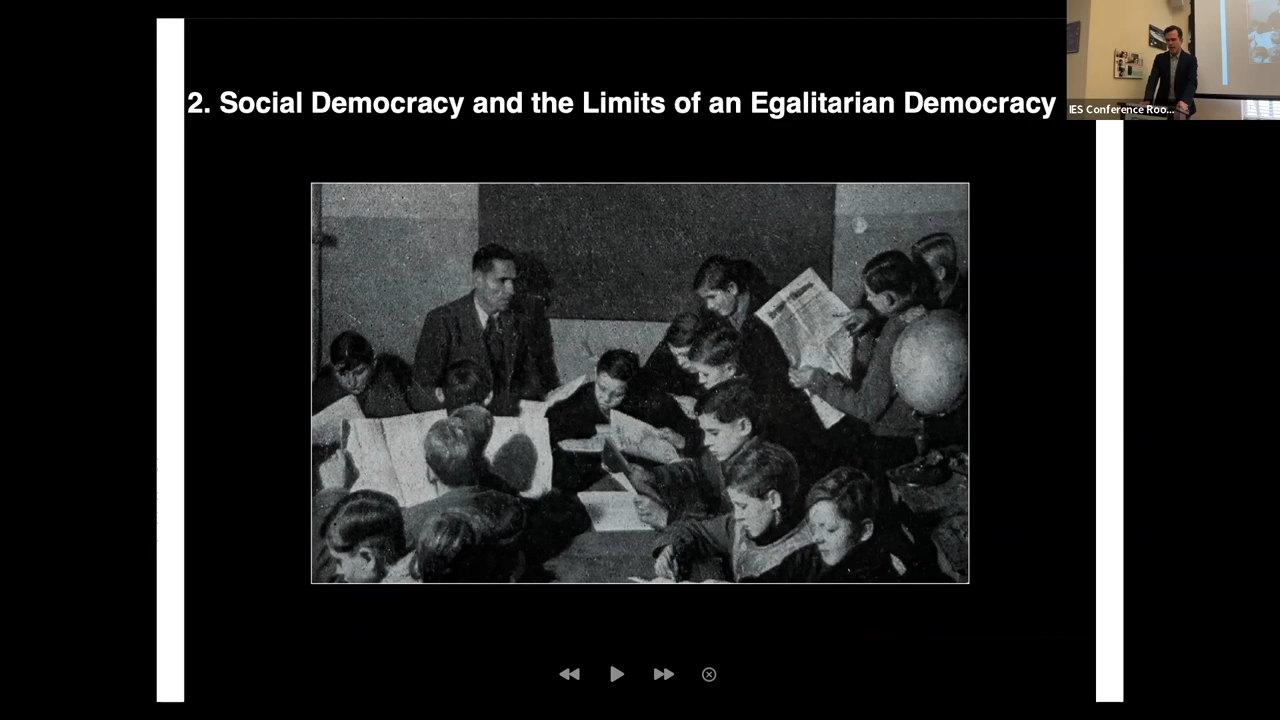 2. Social Democracy and the Limits of an Egalitarian Democracy
IES Conference Roo...